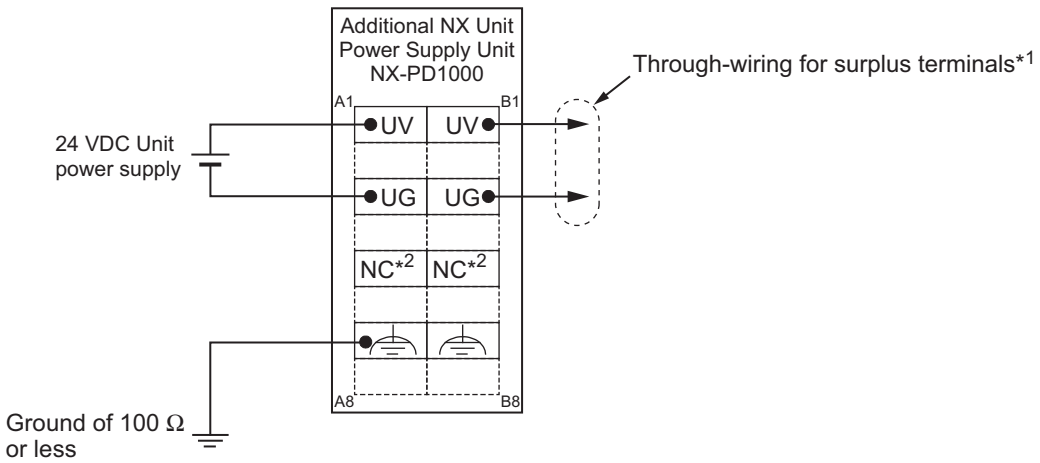 Additional NX Unit
Power Supply Unit
NX-PD1000
Through-wiring for surplus terminals*1
A1
B1
24 VDC Unit
power supply
UV
UV
UG
UG
NC*2
NC*2
A8
B8
Ground of 100 Ω
or less